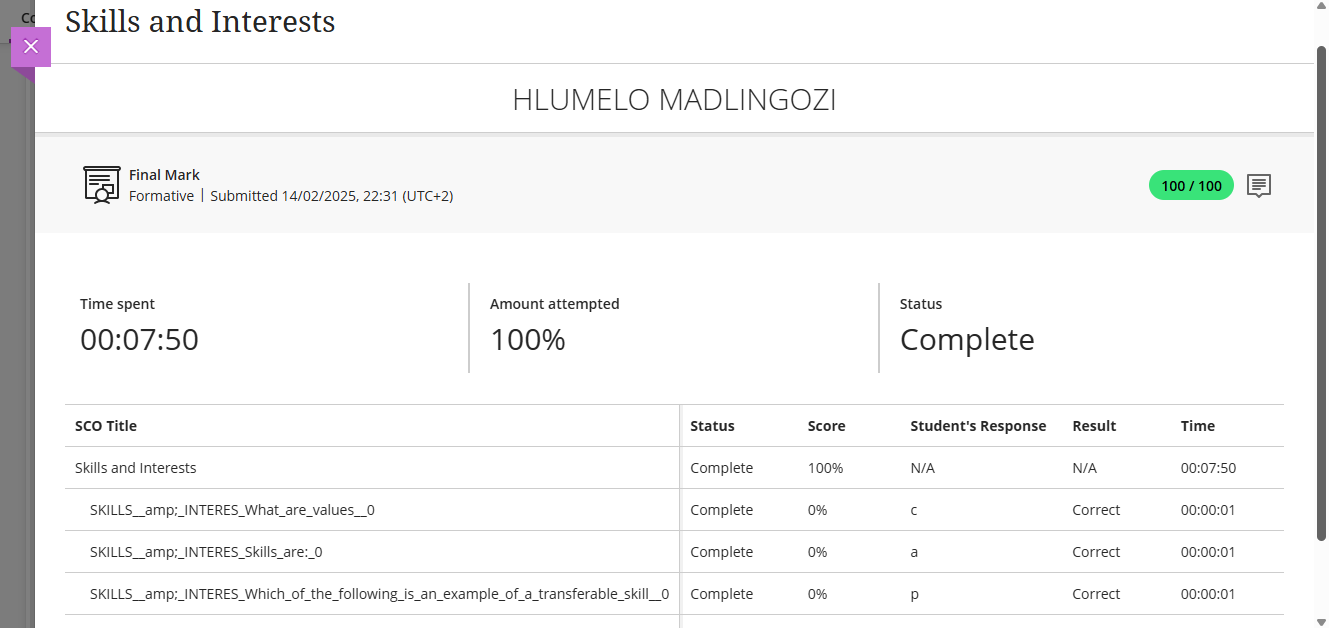 Co
Skills and Interests
HLUMELO MADLINGOZI
Final Mark
Formative | Submitted 14/02/2025, 22:31 (UTC+2)
100 / 100
Time spent
00:07:50
Amount attempted
100%
Status
Complete
SCO Title Status Score Student's Response Result Time
Skills and Interests Complete 100% N/A N/A 00:07:50
SKILLS__amp;_INTERES_What_are_values__0 Complete 0% c Correct 00:00:01
SKILLS__amp;_INTERES_Skills_are:_0 Complete 0% a Correct 00:00:01
SKILLS__amp;_INTERES_Which_of_the_following_is_an_example_of_a_transferable_skill__0 Complete 0% p Correct 00:00:01